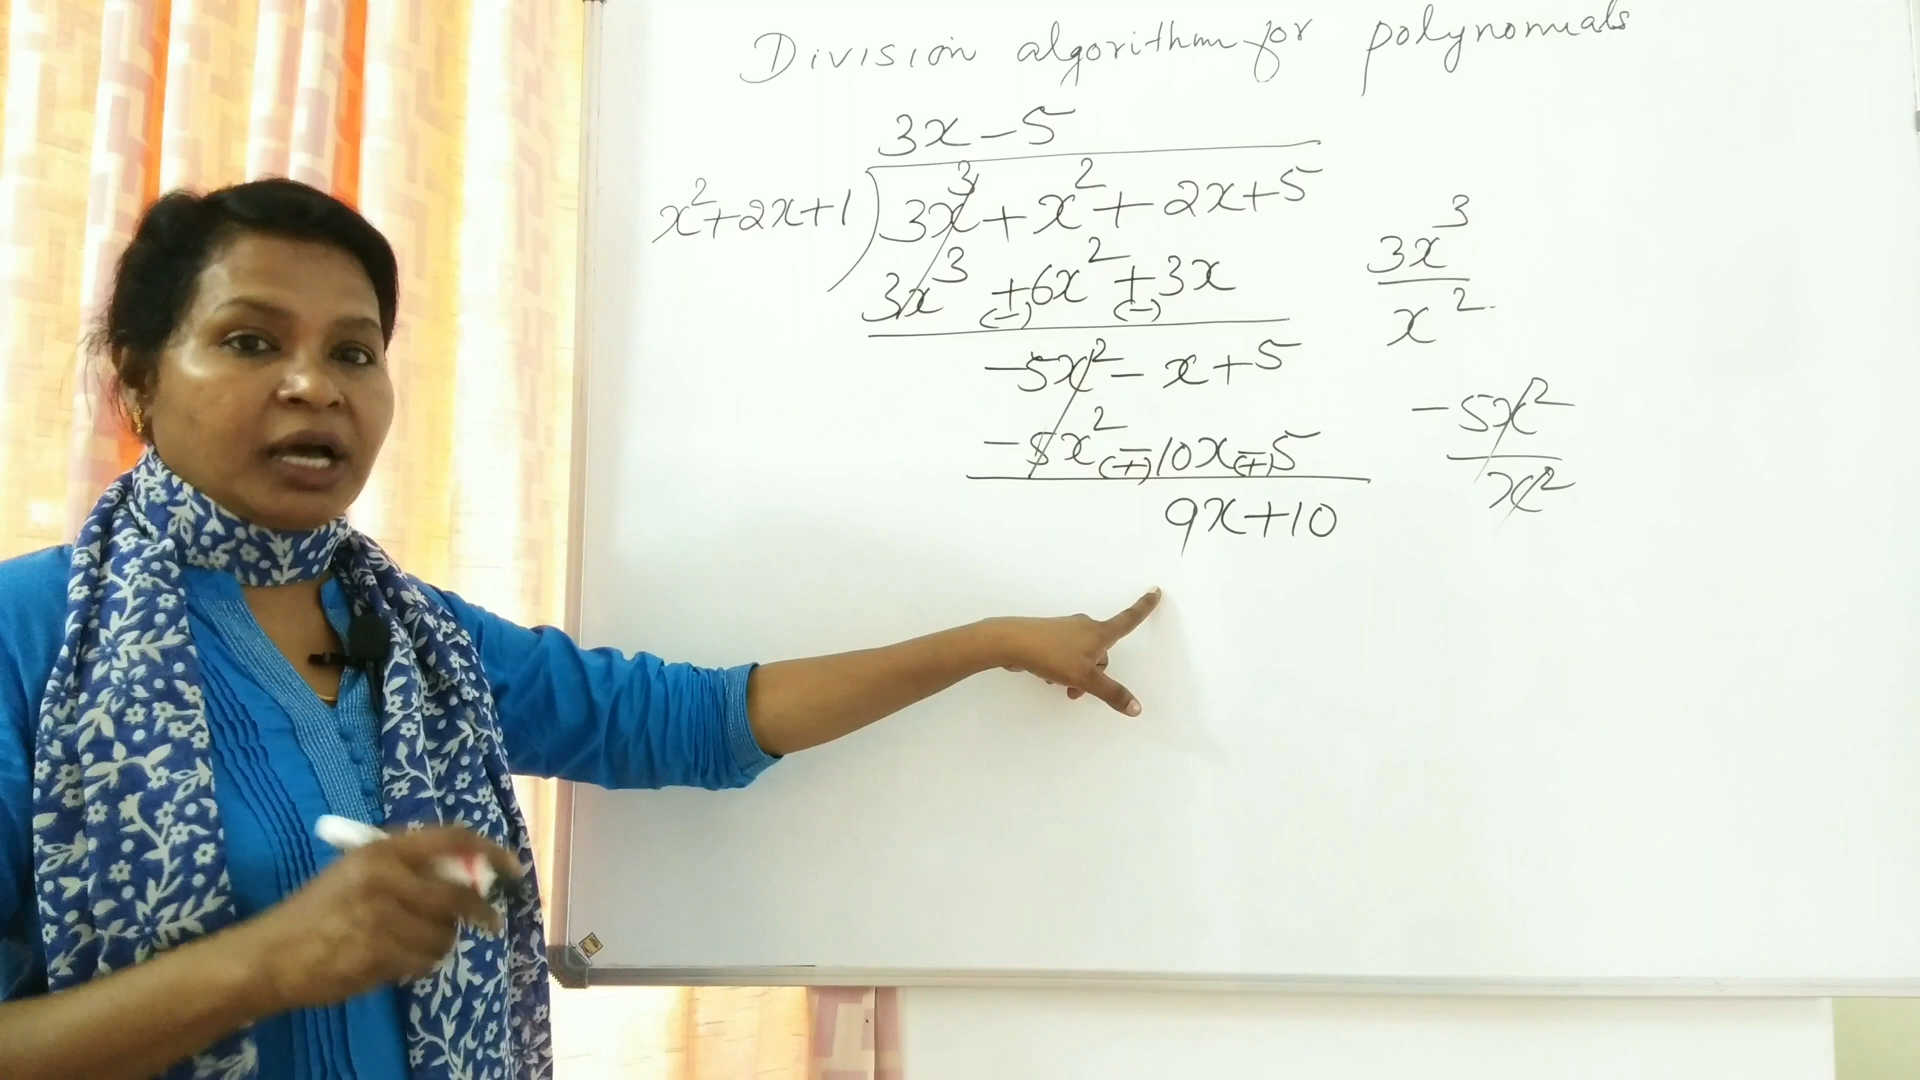 Division algorithm for polynomials
3x - 5
x² + 2x + 1 ) 3x³ + x² + 2x + 5
3x³ + 6x² + 3x
(-) (-)
-5x² - x + 5
-5x² - 10x - 5
(+) (+)
9x + 10
3x³
x²
-5x²
x²